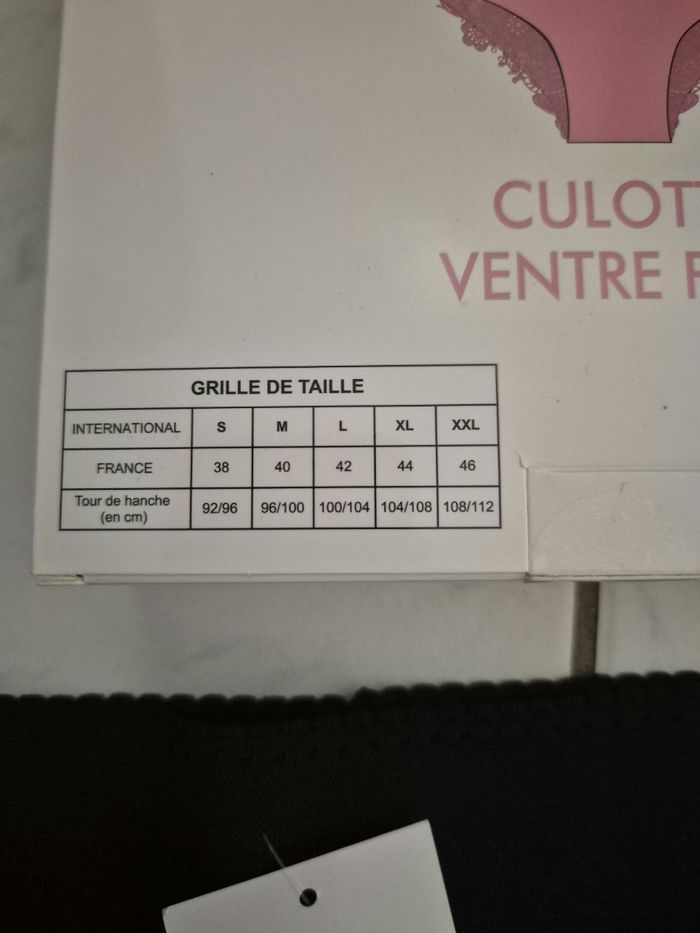 CULOT
VENTRE
GRILLE DE TAILLE
INTERNATIONAL S M L XL XXL
FRANCE 38 40 42 44 46
Tour de hanche
(en cm) 92/96 96/100 100/104 104/108 108/112